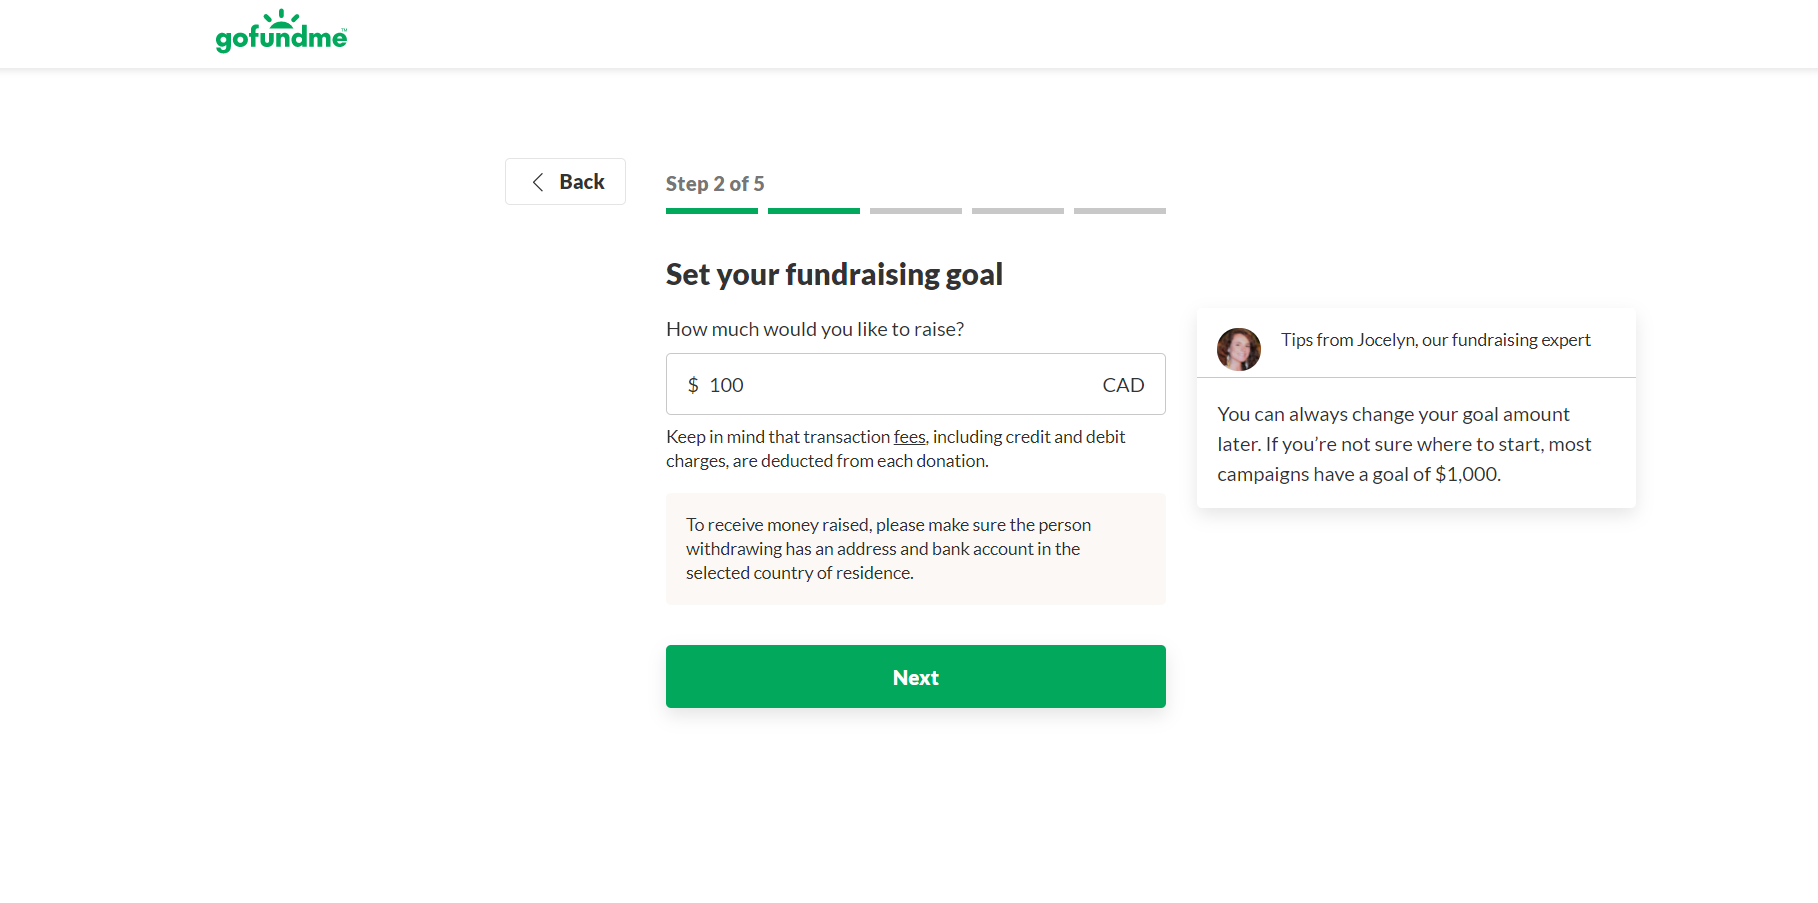 gofundme™
Back
Step 2 of 5
Set your fundraising goal
How much would you like to raise?
$ 100 CAD
Keep in mind that transaction fees, including credit and debit
charges, are deducted from each donation.
To receive money raised, please make sure the person
withdrawing has an address and bank account in the
selected country of residence.
Next
Tips from Jocelyn, our fundraising expert
You can always change your goal amount
later. If you’re not sure where to start, most
campaigns have a goal of $1,000.